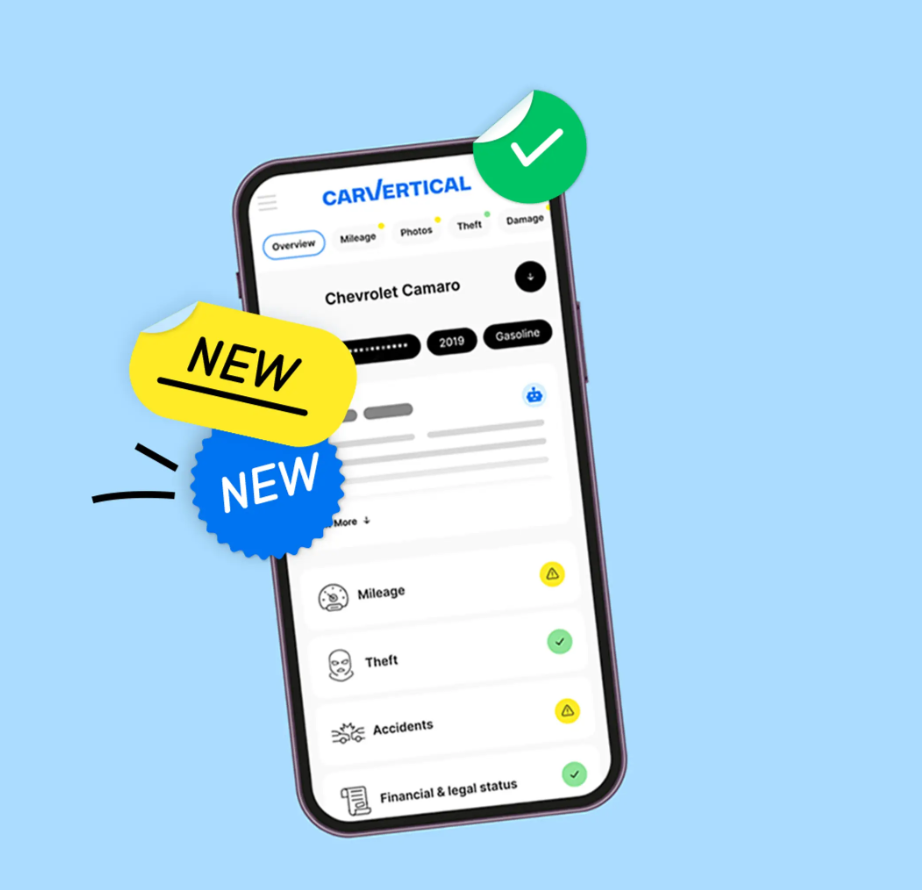 CARVERTICAL
Overview Mileage Photos Theft Damage
Chevrolet Camaro
2019 Gasoline
NEW
NEW
More
Mileage
Theft
Accidents
Financial & legal status